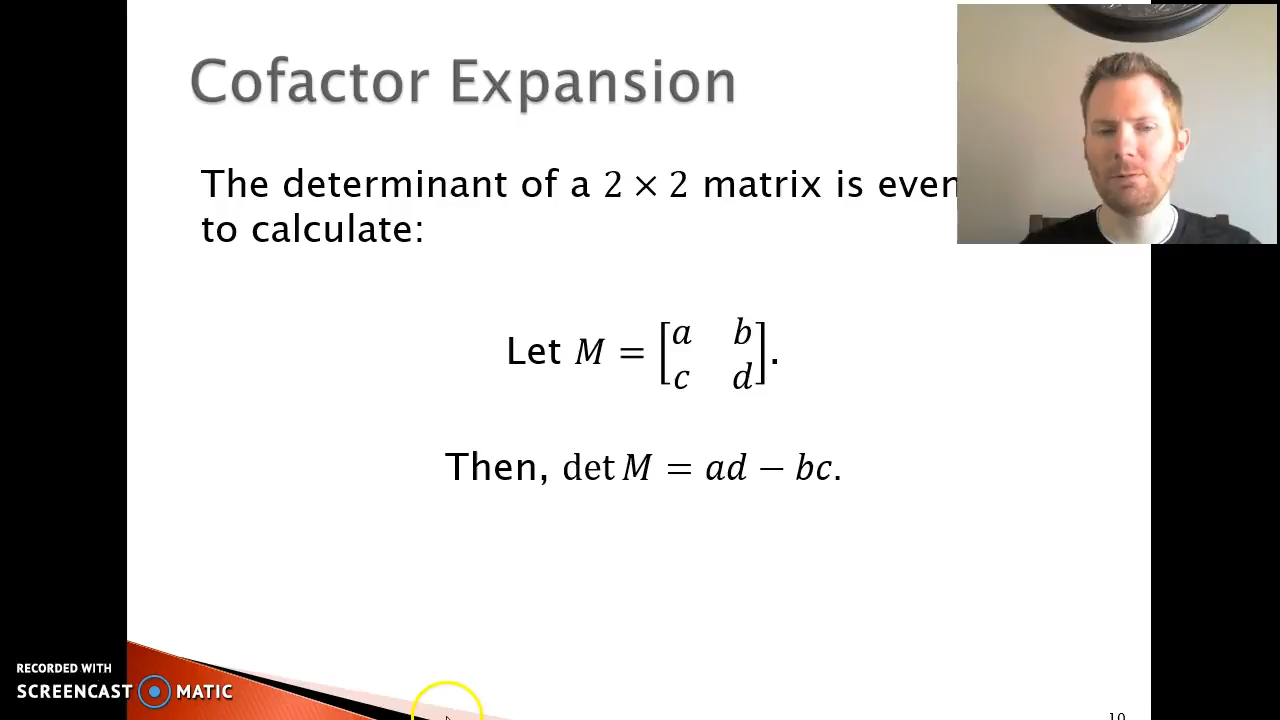 Cofactor Expansion
The determinant of a 2 × 2 matrix is even
to calculate:
Let M = [a b
c d].
Then, det M = ad − bc.
RECORDED WITH
SCREENCAST MATIC
10